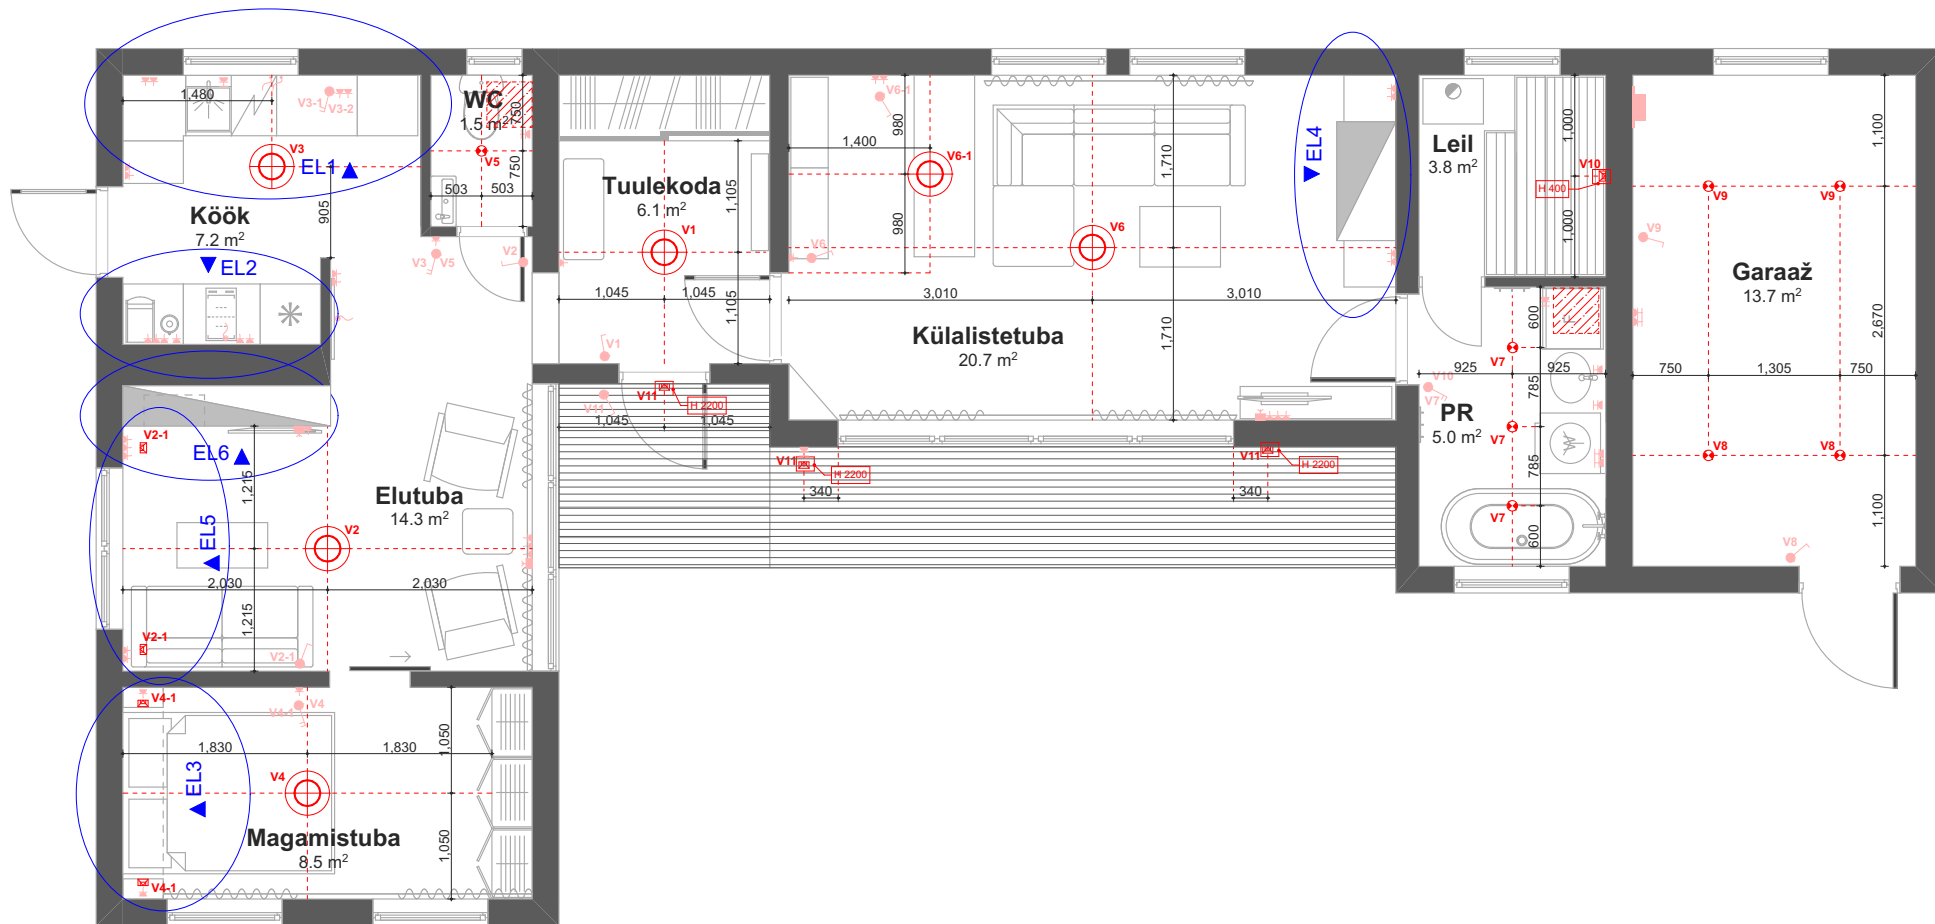 1,480
V3-1
V3-2
V3
EL1
905
Köök
7.2 m²
EL2
WC
1.5 m²
750
750
V5
503
503
V3
V5
V2
Tuulekoda
6.1 m²
1,105
1,105
V1
1,045
1,045
V1
V11
V11
H 2200
1,045
1,045
V6-1
980
980
1,400
V6-1
V6
V6
1,710
1,710
3,010
3,010
Külalistetuba
20.7 m²
EL4
V11
H 2200
340
V11
H 2200
340
Leil
3.8 m²
1,000
1,000
V10
H 400
600
V7
925
925
785
V10
V7
PR
5.0 m²
V7
785
V7
600
V9
V9
V9
1,100
Garaaž
13.7 m²
2,670
750
1,305
750
V8
V8
1,100
V8
V2-1
EL6
1,215
Elutuba
14.3 m²
EL5
V2
2,030
2,030
1,215
V2-1
V2-1
V4-1
V4-1
V4
1,830
1,830
1,050
EL3
V4
1,050
Magamistuba
8.5 m²
V4-1